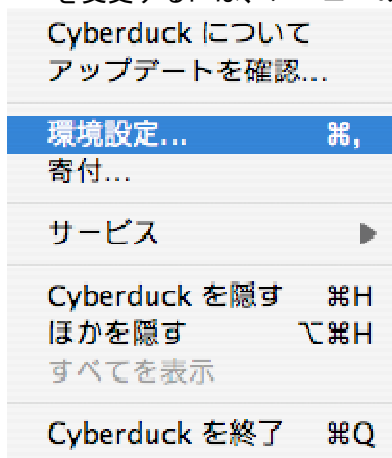 Cyberduck について
アップデートを確認...
環境設定... ⌘,
寄付...
サービス ▶
Cyberduck を隠す ⌘H
ほかを隠す ⌥⌘H
すべてを表示
Cyberduck を終了 ⌘Q